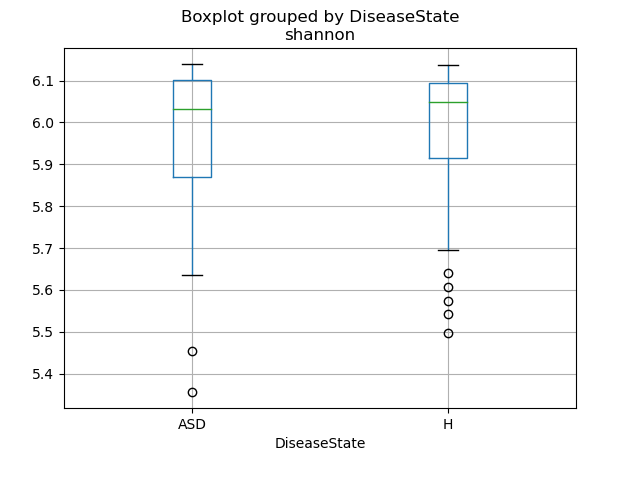 Boxplot grouped by DiseaseState
shannon
6.1
6.0
5.9
5.8
5.7
5.6
5.5
5.4
ASD H
DiseaseState